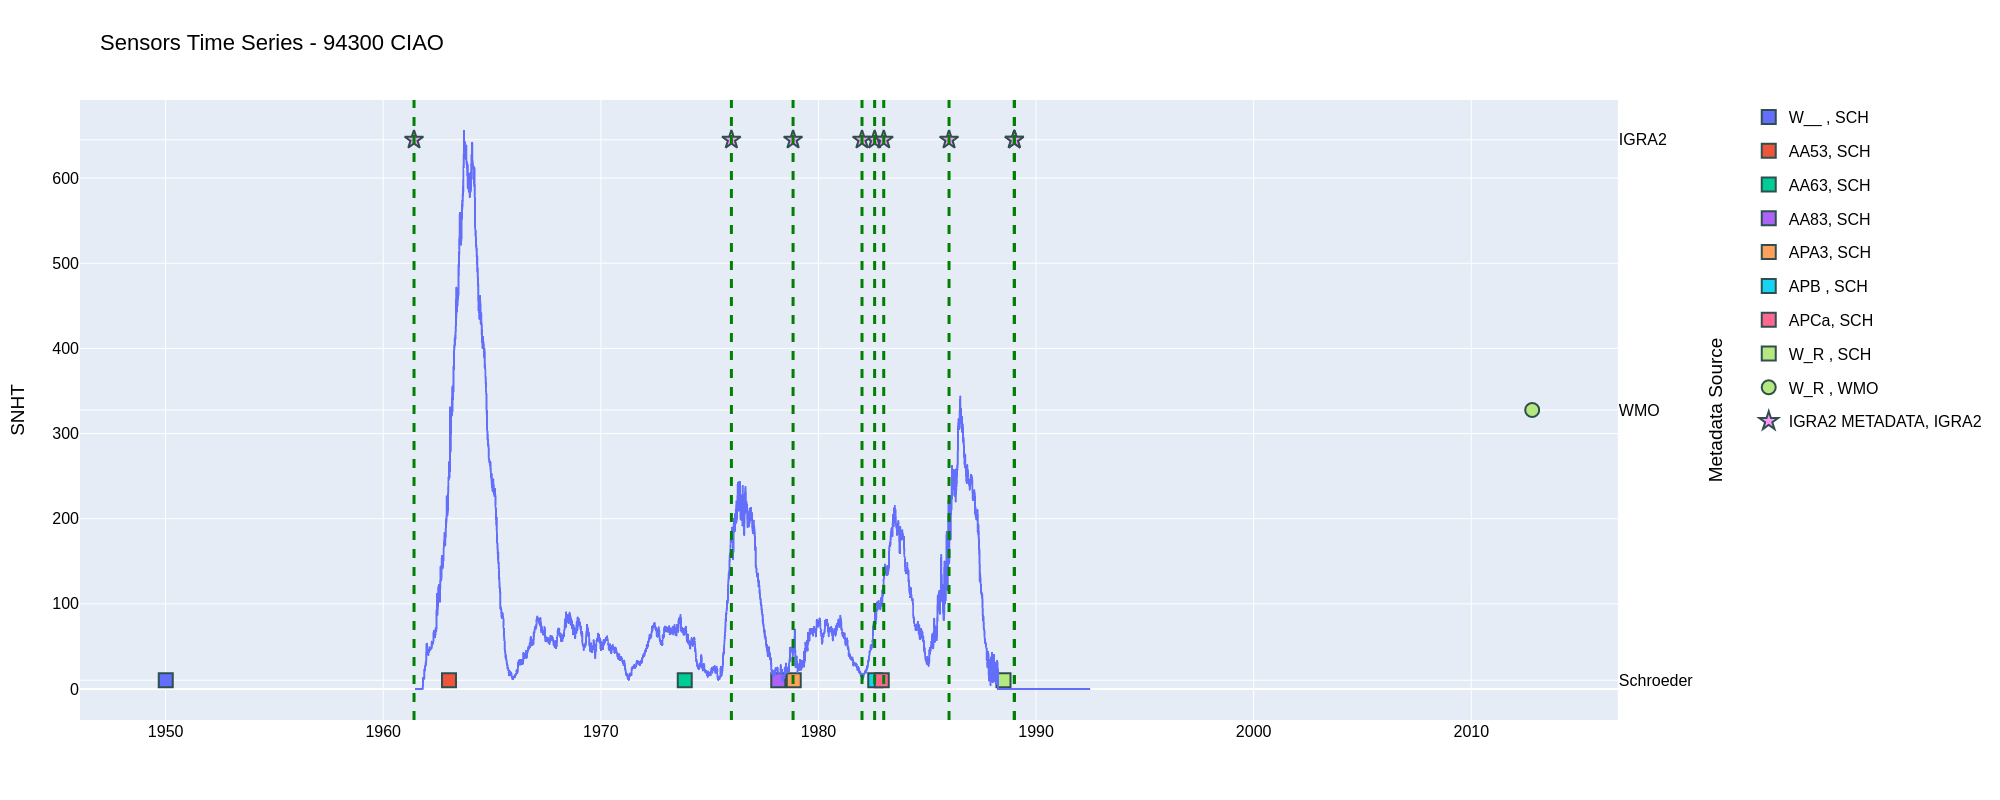 Sensors Time Series - 94300 CIAO
SNHT
600
500
400
300
200
100
0
1950
1960
1970
1980
1990
2000
2010
IGRA2
WMO
Schroeder
Metadata Source
W__ , SCH
AA53, SCH
AA63, SCH
AA83, SCH
APA3, SCH
APB , SCH
APCa, SCH
W_R , SCH
W_R , WMO
IGRA2 METADATA, IGRA2